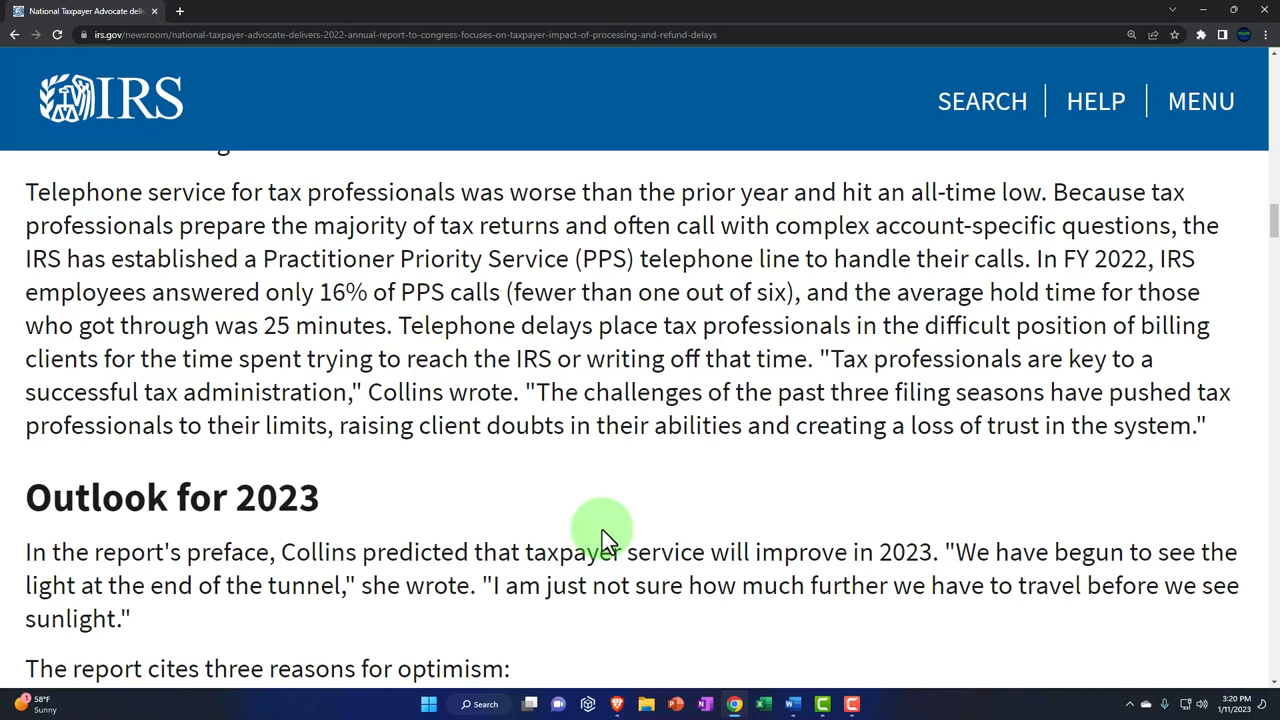 National Taxpayer Advocate deli
irs.gov/newsroom/national-taxpayer-advocate-delivers-2022-annual-report-to-congress-focuses-on-taxpayer-impact-of-processing-and-refund-delays
IRS
SEARCH
HELP
MENU
Telephone service for tax professionals was worse than the prior year and hit an all-time low. Because tax
professionals prepare the majority of tax returns and often call with complex account-specific questions, the
IRS has established a Practitioner Priority Service (PPS) telephone line to handle their calls. In FY 2022, IRS
employees answered only 16% of PPS calls (fewer than one out of six), and the average hold time for those
who got through was 25 minutes. Telephone delays place tax professionals in the difficult position of billing
clients for the time spent trying to reach the IRS or writing off that time. "Tax professionals are key to a
successful tax administration," Collins wrote. "The challenges of the past three filing seasons have pushed tax
professionals to their limits, raising client doubts in their abilities and creating a loss of trust in the system."
Outlook for 2023
In the report's preface, Collins predicted that taxpayer service will improve in 2023. "We have begun to see the
light at the end of the tunnel," she wrote. "I am just not sure how much further we have to travel before we see
sunlight."
The report cites three reasons for optimism:
1
58°F
Sunny
Search
3:20 PM
1/11/2023